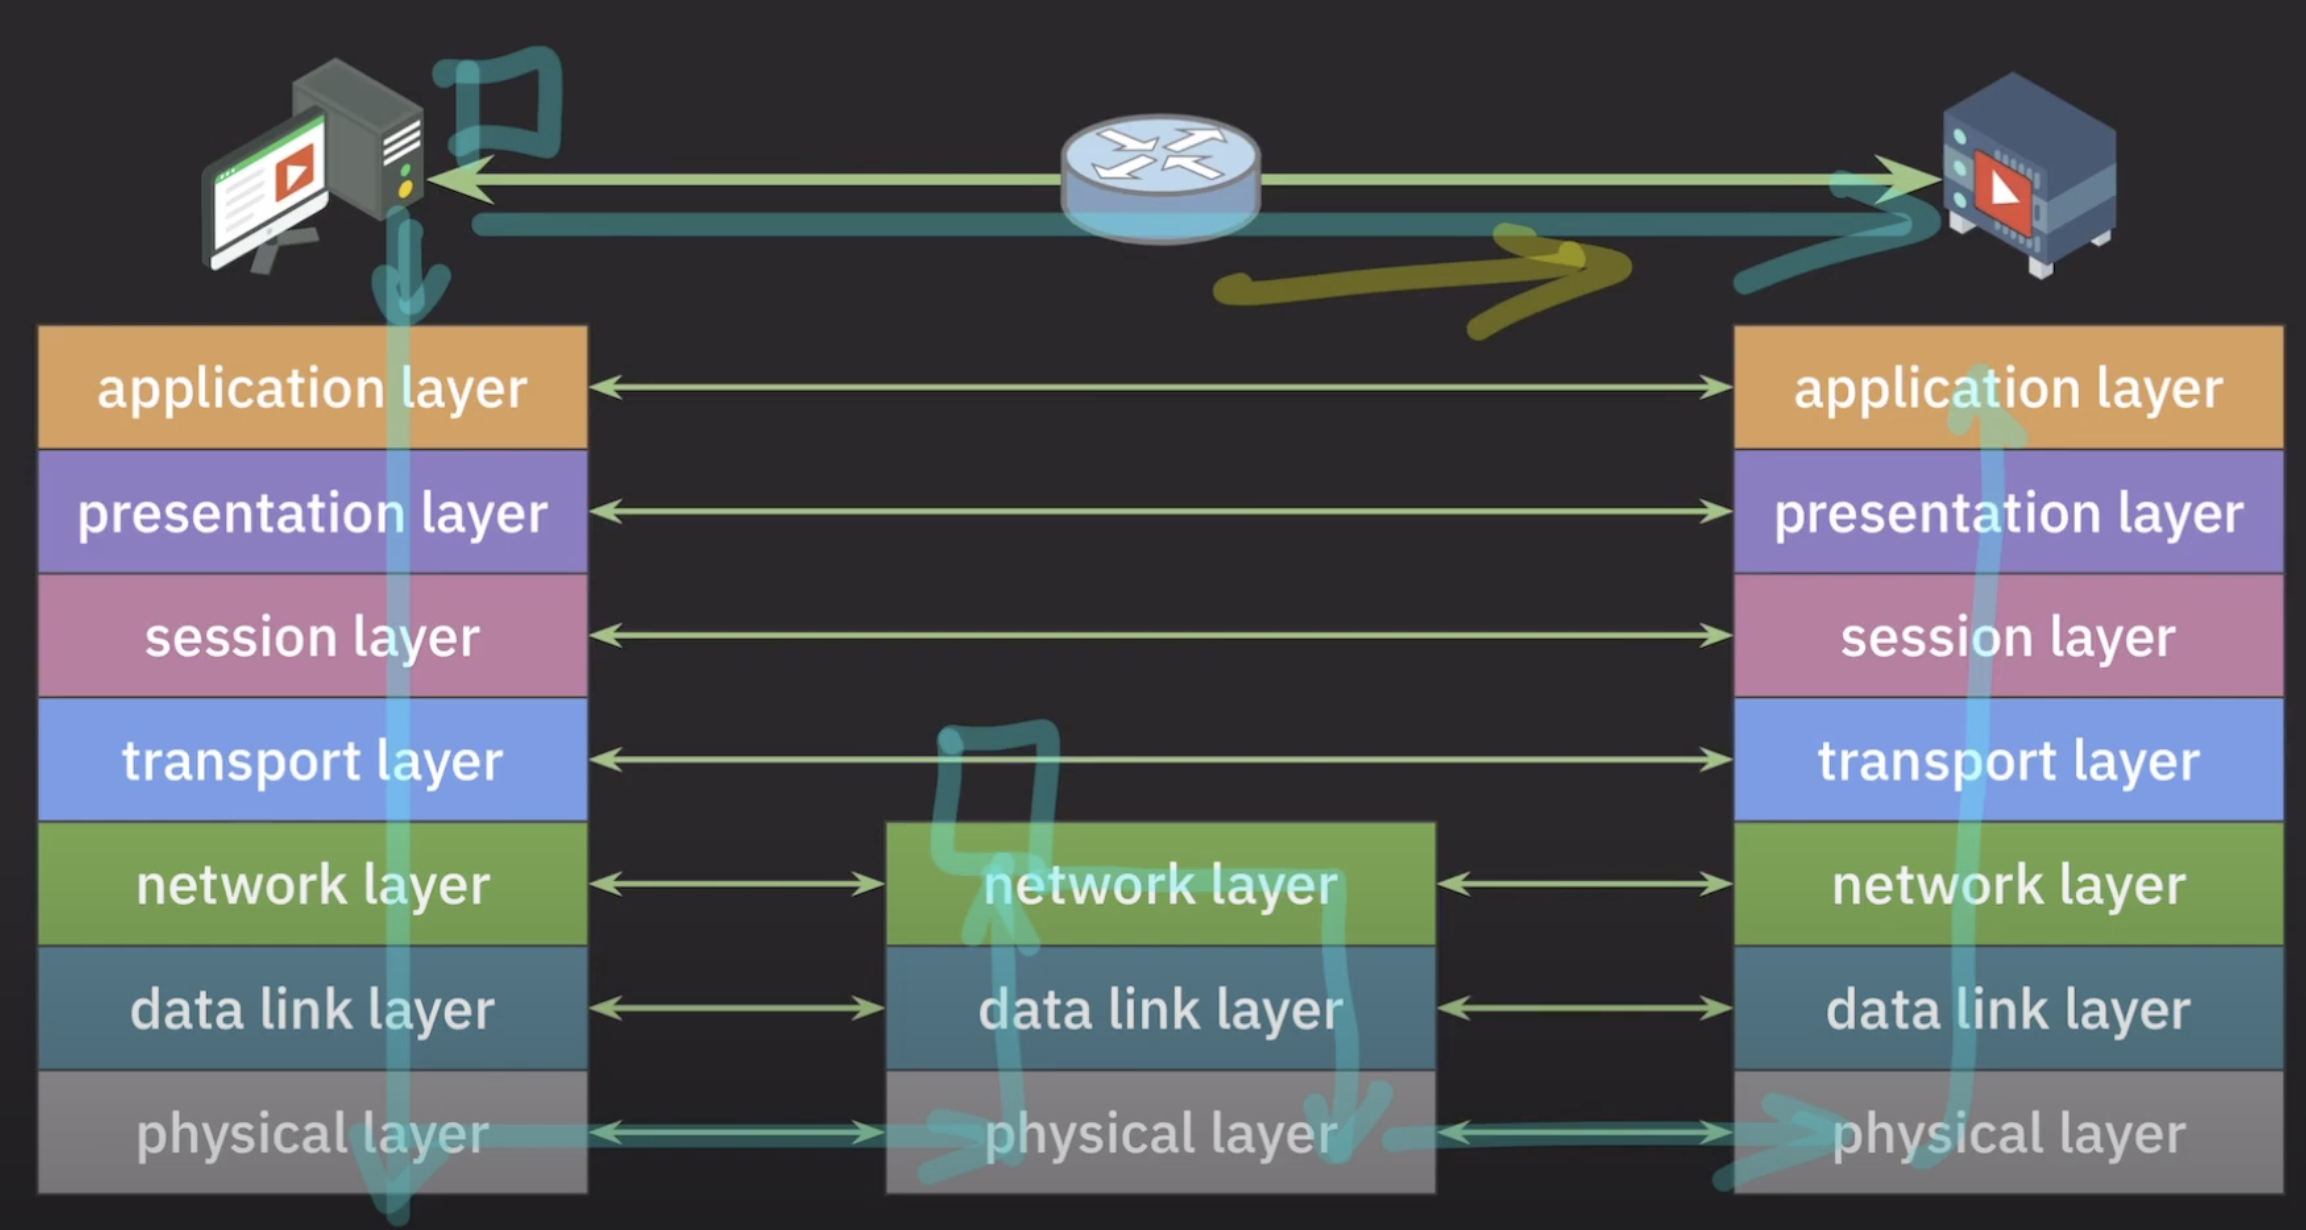 application layer
presentation layer
session layer
transport layer
network layer
data link layer
physical layer
network layer
data link layer
physical layer
application layer
presentation layer
session layer
transport layer
network layer
data link layer
physical layer